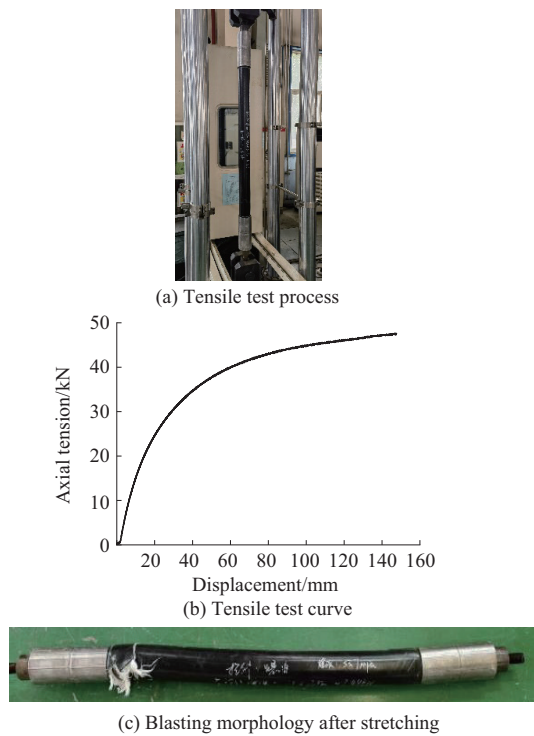 (a) Tensile test process
50
40
30
20
10
0
Axial tension/kN
20 40 60 80 100 120 140 160
Displacement/mm
(b) Tensile test curve
(c) Blasting morphology after stretching